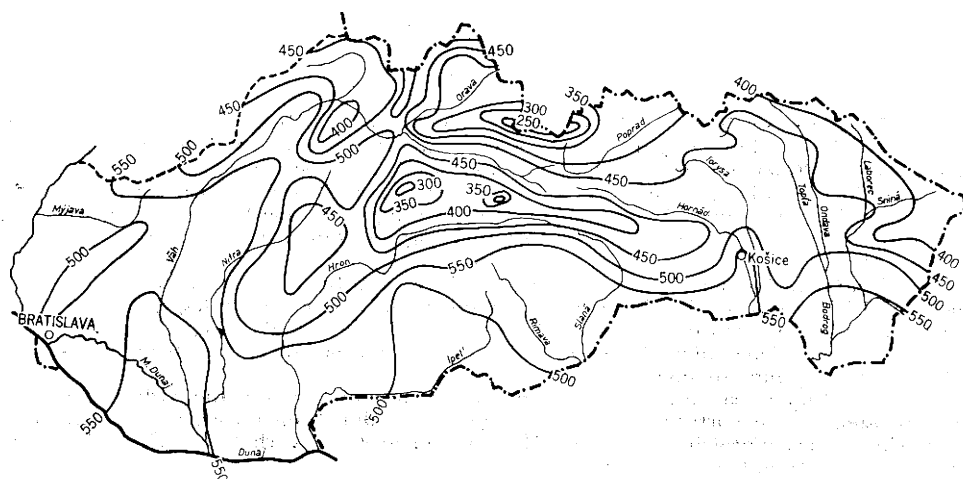 450
450
400
350
300
250
Orava
450
400
Poprad
500
500
550
450
450
Torysa
Topľa
Ondava
Laborec
Snina
300
350
350
400
Myjava
450
Hornád
Váh
Nitra
Hron
500
500
550
450
500
Košice
400
450
500
550
BRATISLAVA
M. Dunaj
550
Ipeľ
Rimava
Slaná
500
500
550
Bodrog
550
Dunaj
550